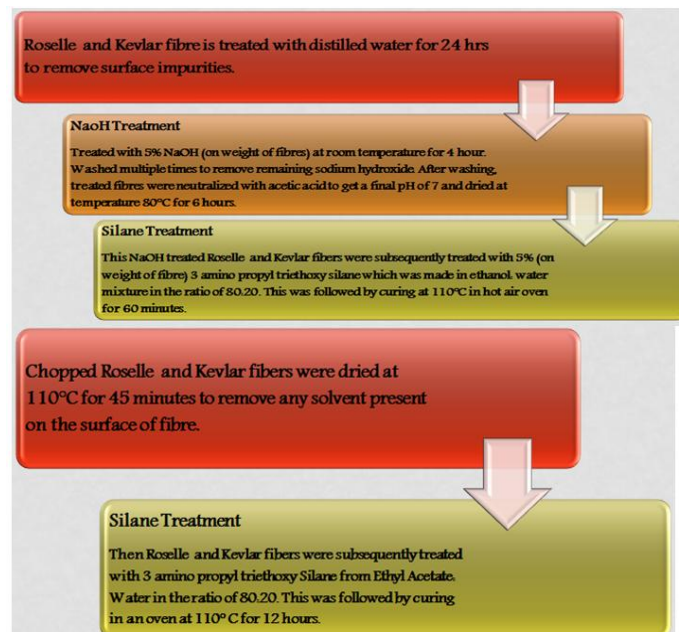 Roselle and Kevlar fibre is treated with distilled water for 24 hrs
to remove surface impurities.
NaoH Treatment
Treated with 5% NaOH (on weight of fibres) at room temperature for 4 hour.
Washed multiple times to remove remaining sodium hydroxide. After washing,
treated fibres were neutralized with acetic acid to get a final pH of 7 and dried at
temperature 80°C for 6 hours.
Silane Treatment
This NaOH treated Roselle and Kevlar fibers were subsequently treated with 5% (on
weight of fibre) 3 amino propyl triethoxy silane which was made in ethanol: water
mixture in the ratio of 80:20. This was followed by curing at 110°C in hot air oven
for 60 minutes.
Chopped Roselle and Kevlar fibers were dried at
110°C for 45 minutes to remove any solvent present
on the surface of fibre.
Silane Treatment
Then Roselle and Kevlar fibers were subsequently treated
with 3 amino propyl triethoxy Silane from Ethyl Acetate:
Water in the ratio of 80:20. This was followed by curing
in an oven at 110° C for 12 hours.